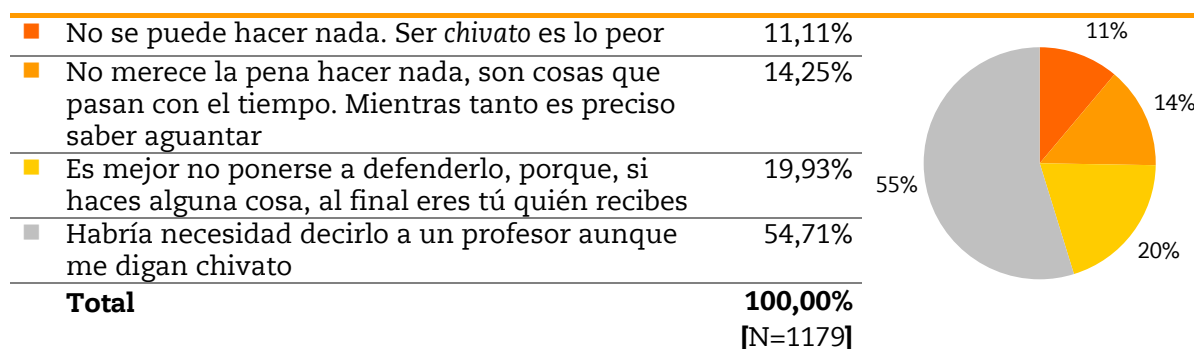 No se puede hacer nada. Ser chivato es lo peor 11,11%
No merece la pena hacer nada, son cosas que 14,25%
pasan con el tiempo. Mientras tanto es preciso
saber aguantar
Es mejor no ponerse a defenderlo, porque, si 19,93%
haces alguna cosa, al final eres tú quién recibes
Habría necesidad decirlo a un profesor aunque 54,71%
me digan chivato
Total 100,00%
[N=1179]
11%
14%
55%
20%